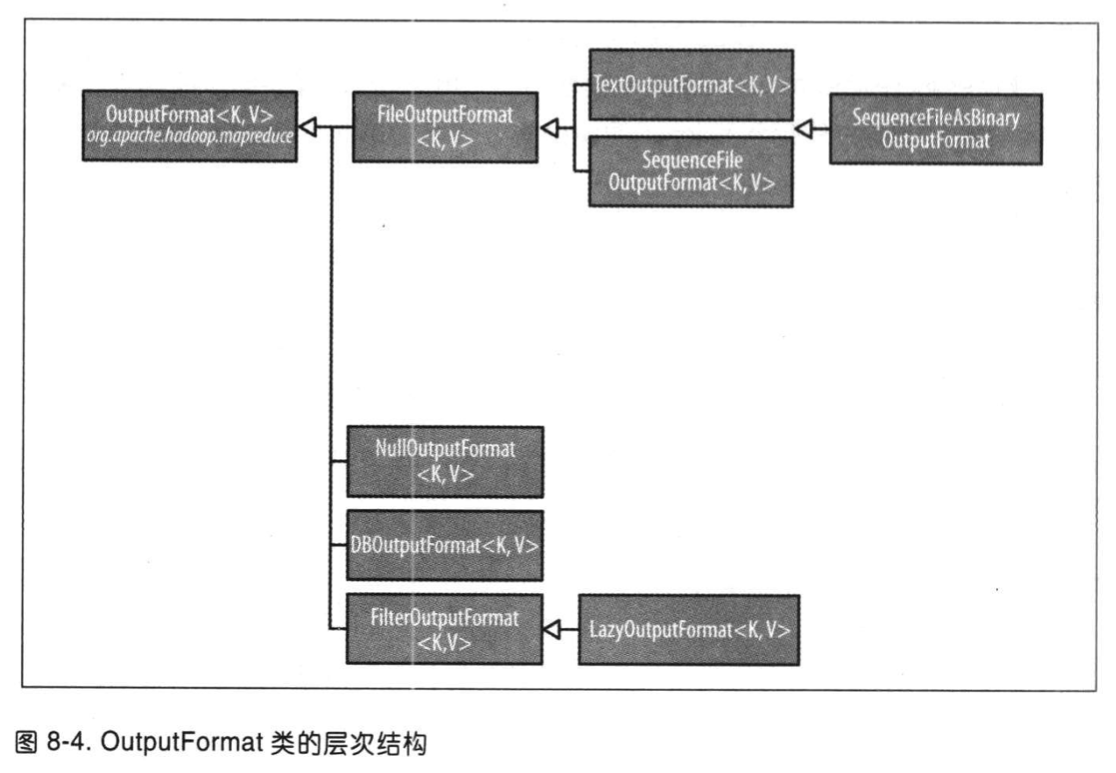 OutputFormat<K, V>
org.apache.hadoop.mapreduce
FileOutputFormat
<K, V>
TextOutputFormat<K, V>
SequenceFile
OutputFormat<K, V>
SequenceFileAsBinary
OutputFormat
NullOutputFormat
<K, V>
DBOutputFormat<K, V>
FilterOutputFormat
<K,V>
LazyOutputFormat<K, V>
图 8-4. OutputFormat 类的层次结构